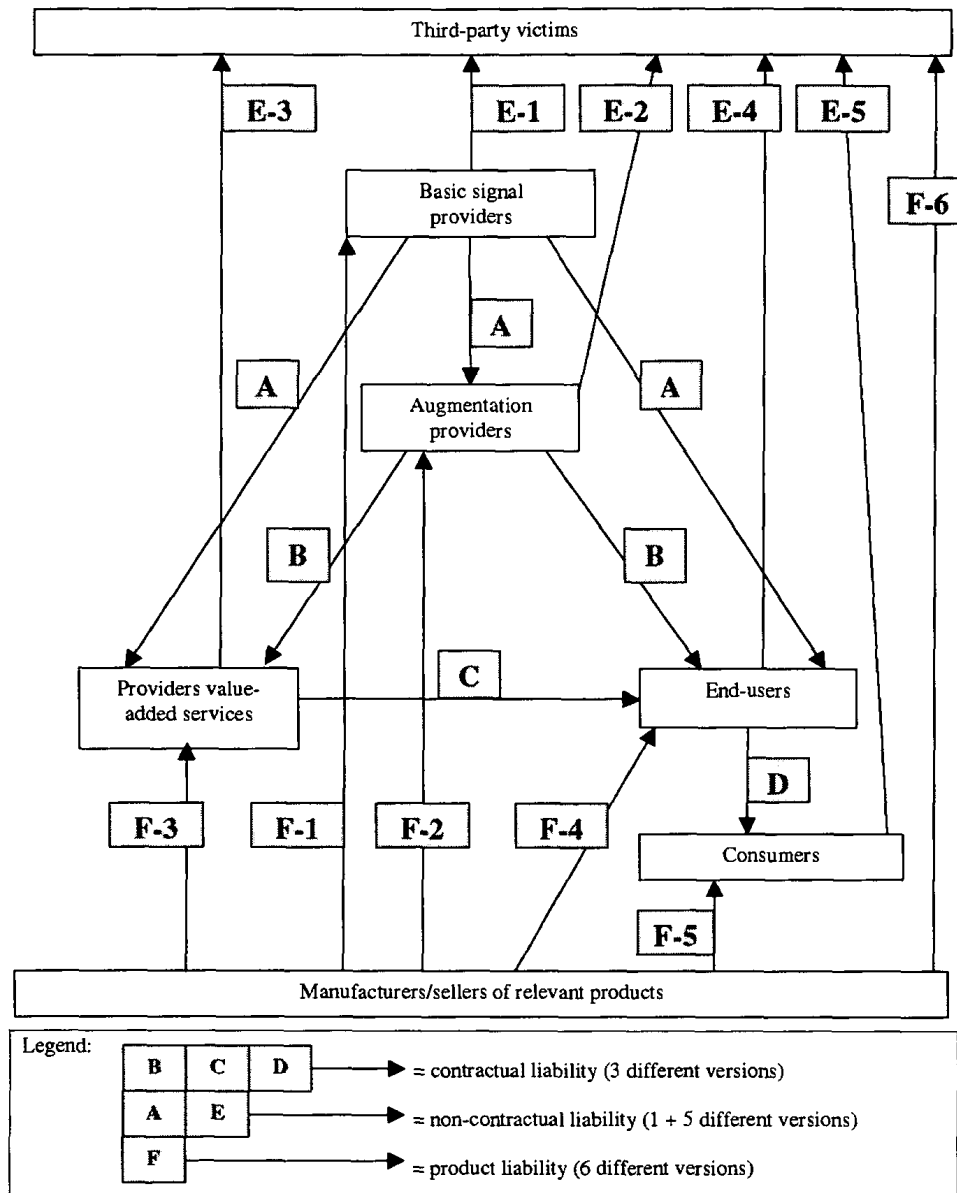 Third-party victims
E-3
E-1
E-2
E-4
E-5
Basic signal
providers
F-6
A
A
A
Augmentation
providers
B
B
C
Providers value-
added services
End-users
D
F-3
F-1
F-2
F-4
Consumers
F-5
Manufacturers/sellers of relevant products
Legend:
B C D = contractual liability (3 different versions)
A E = non-contractual liability (1 + 5 different versions)
F = product liability (6 different versions)